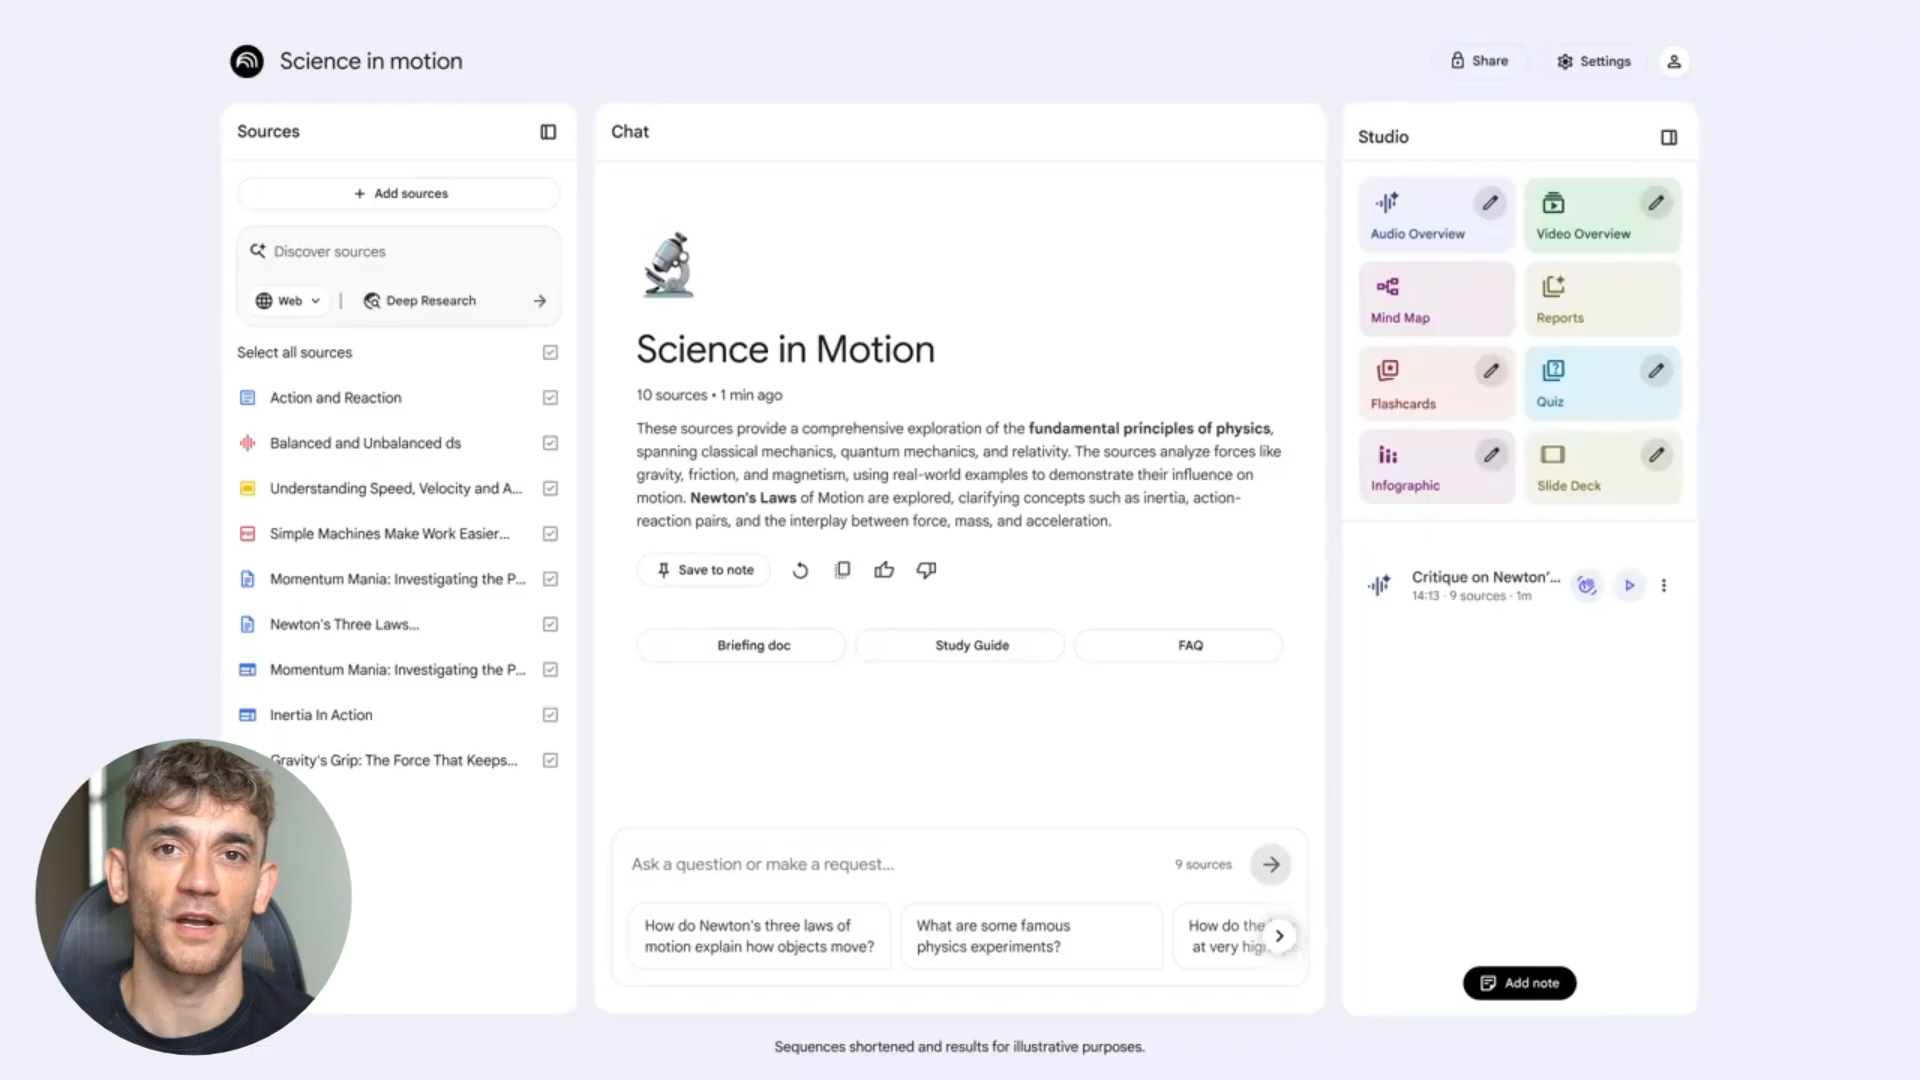 Science in motion
Share
Settings
Sources
Add sources
Discover sources
Web
Deep Research
Select all sources
Action and Reaction
Balanced and Unbalanced ds
Understanding Speed, Velocity and A...
Simple Machines Make Work Easier...
Momentum Mania: Investigating the P...
Newton's Three Laws...
Momentum Mania: Investigating the P...
Inertia In Action
Gravity's Grip: The Force That Keeps...
Chat
Science in Motion
10 sources • 1 min ago
These sources provide a comprehensive exploration of the fundamental principles of physics,
spanning classical mechanics, quantum mechanics, and relativity. The sources analyze forces like
gravity, friction, and magnetism, using real-world examples to demonstrate their influence on
motion. Newton's Laws of Motion are explored, clarifying concepts such as inertia, action-
reaction pairs, and the interplay between force, mass, and acceleration.
Save to note
Briefing doc
Study Guide
FAQ
Ask a question or make a request...
9 sources
How do Newton's three laws of
motion explain how objects move?
What are some famous
physics experiments?
How do the
at very hig
Studio
Audio Overview
Video Overview
Mind Map
Reports
Flashcards
Quiz
Infographic
Slide Deck
Critique on Newton'...
14:13 · 9 sources · 1m
Add note
Sequences shortened and results for illustrative purposes.